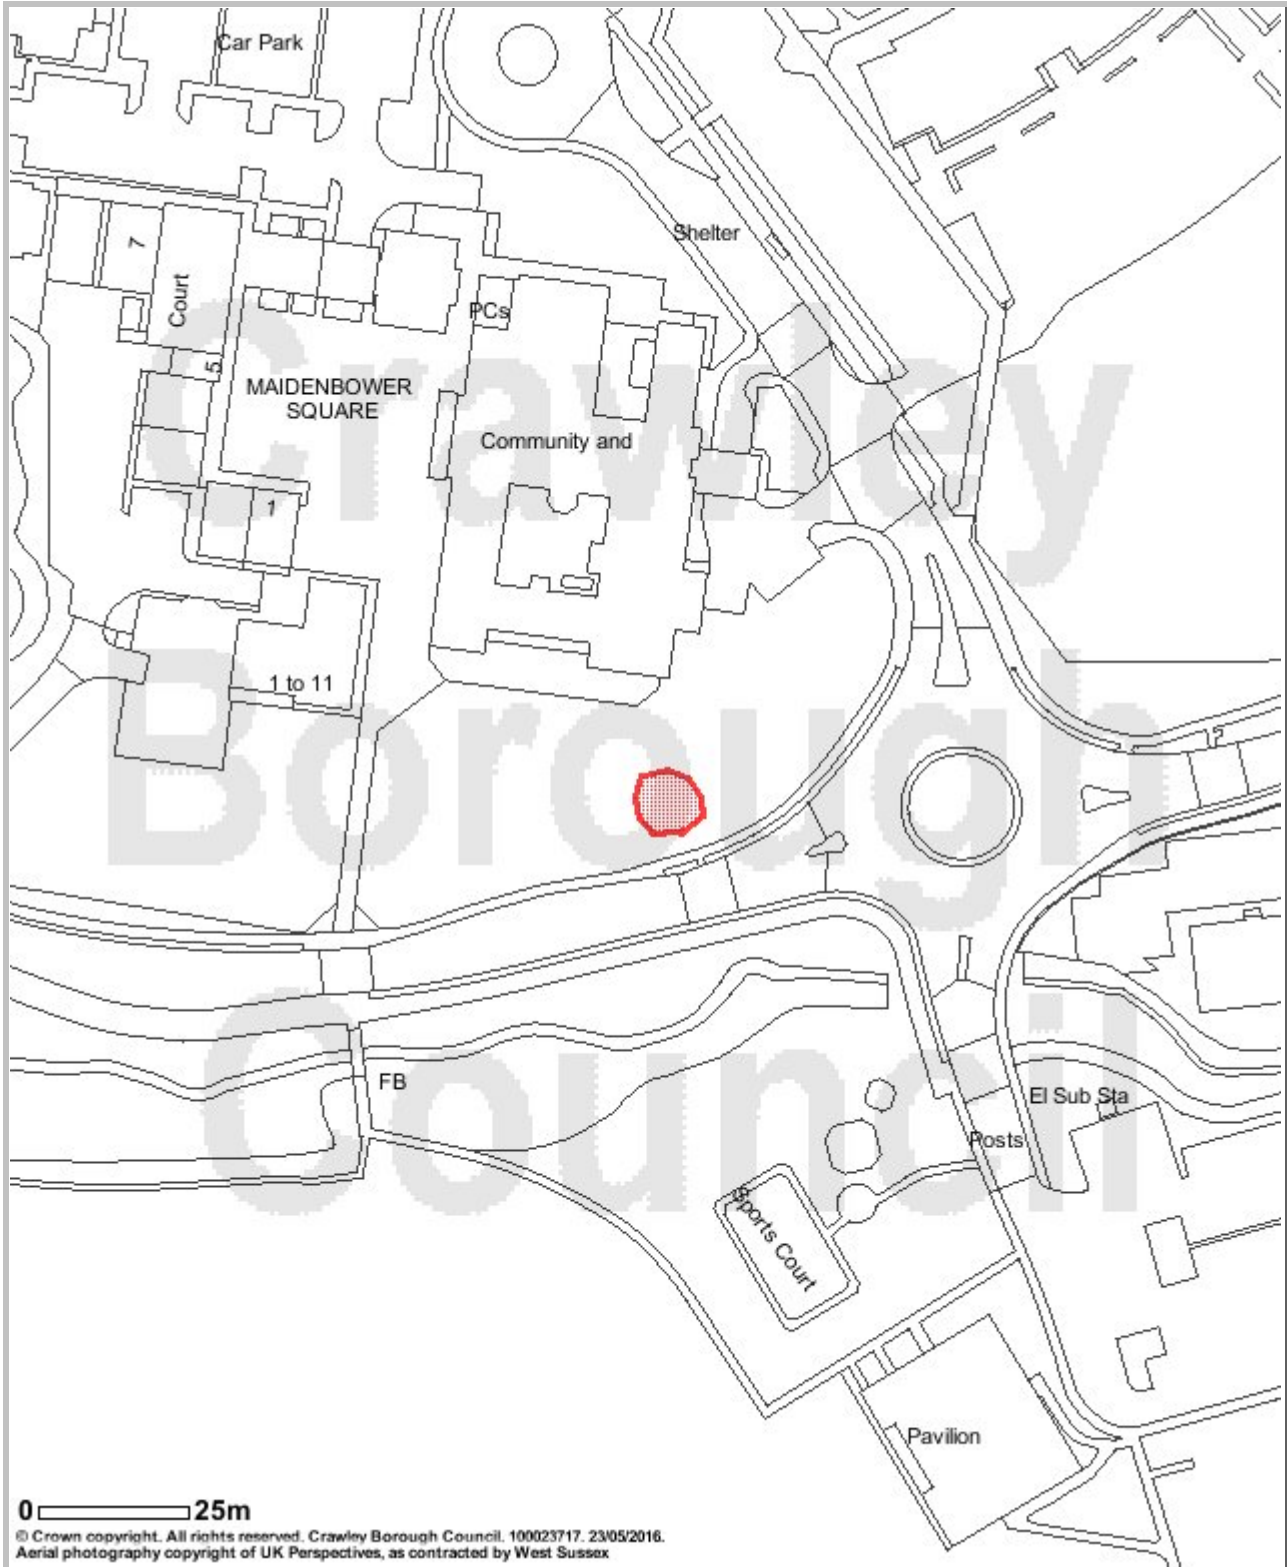 Car Park
Shelter
7
Court
PCs
5
MAIDENBOWER
SQUARE
Community and
1
1 to 11
Crawley
Borough
Council
FB
El Sub Sta
Posts
Sports Court
Pavilion
0 25m
© Crown copyright. All rights reserved. Crawley Borough Council. 100023717. 23/05/2016.
Aerial photography copyright of UK Perspectives, as contracted by West Sussex